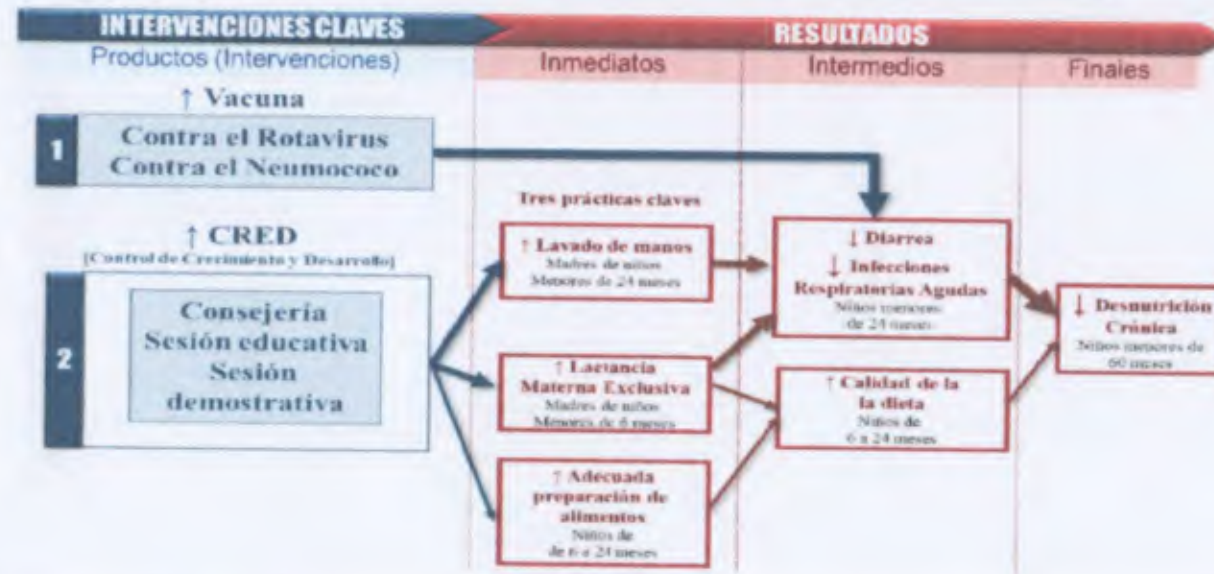 INTERVENCIONES CLAVES
RESULTADOS
Productos (Intervenciones)
Inmediatos
Intermedios
Finales
↑ Vacuna
1
Contra el Rotavirus
Contra el Neumococo
↑ CRED
[Control de Crecimiento y Desarrollo]
2
Consejería
Sesión educativa
Sesión
demostrativa
Tres prácticas claves
↑ Lavado de manos
Madres de niños
Menores de 24 meses
↑ Lactancia
Materna Exclusiva
Madres de niños
Menores de 6 meses
↑ Adecuada
preparación de
alimentos
Niños de
de 6 a 24 meses
↓ Diarrea
↓ Infecciones
Respiratorias Agudas
Niños menores
de 24 meses
↑ Calidad de la
la dieta
Niños de
6 a 24 meses
↓ Desnutrición
Crónica
Niños menores de
60 meses